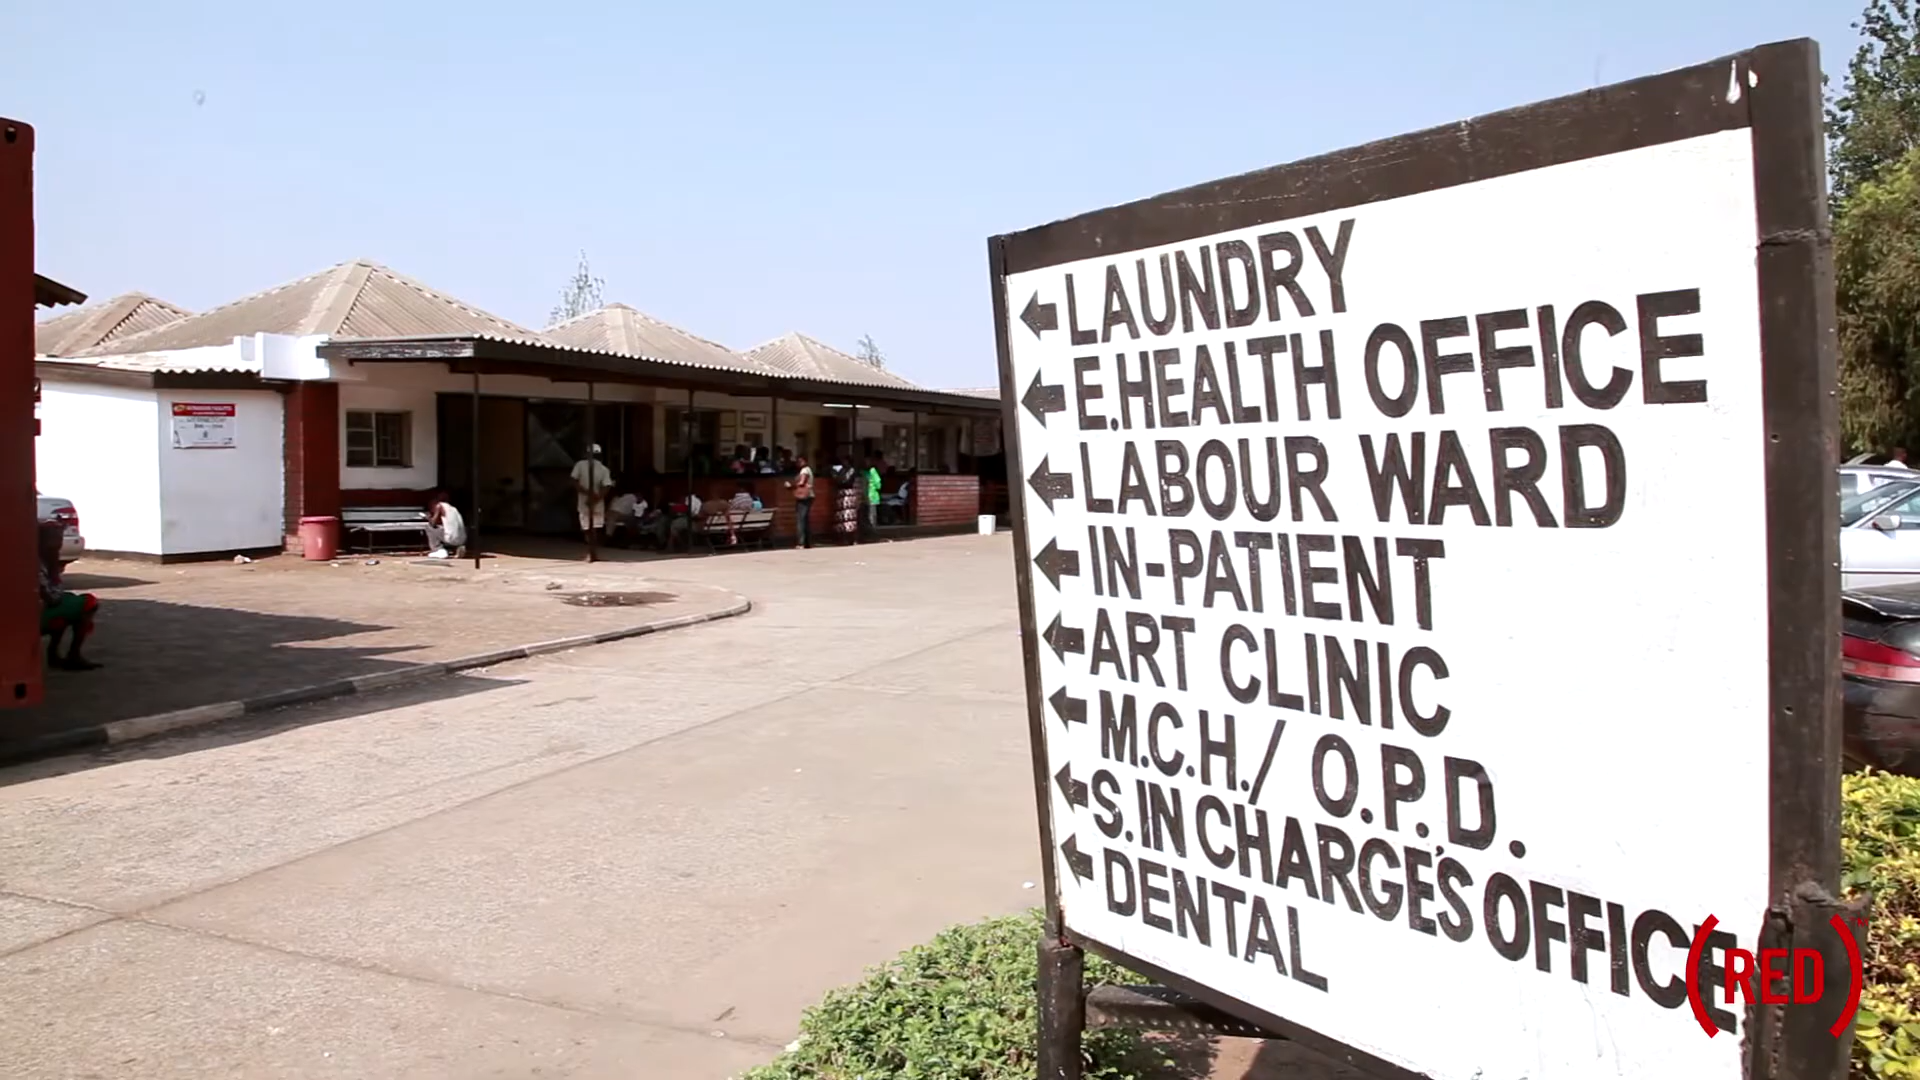 LAUNDRY
E.HEALTH OFFICE
LABOUR WARD
IN-PATIENT
ART CLINIC
M.C.H./ O.P.D.
S.IN CHARGE'S OFFICE
DENTAL
(RED)